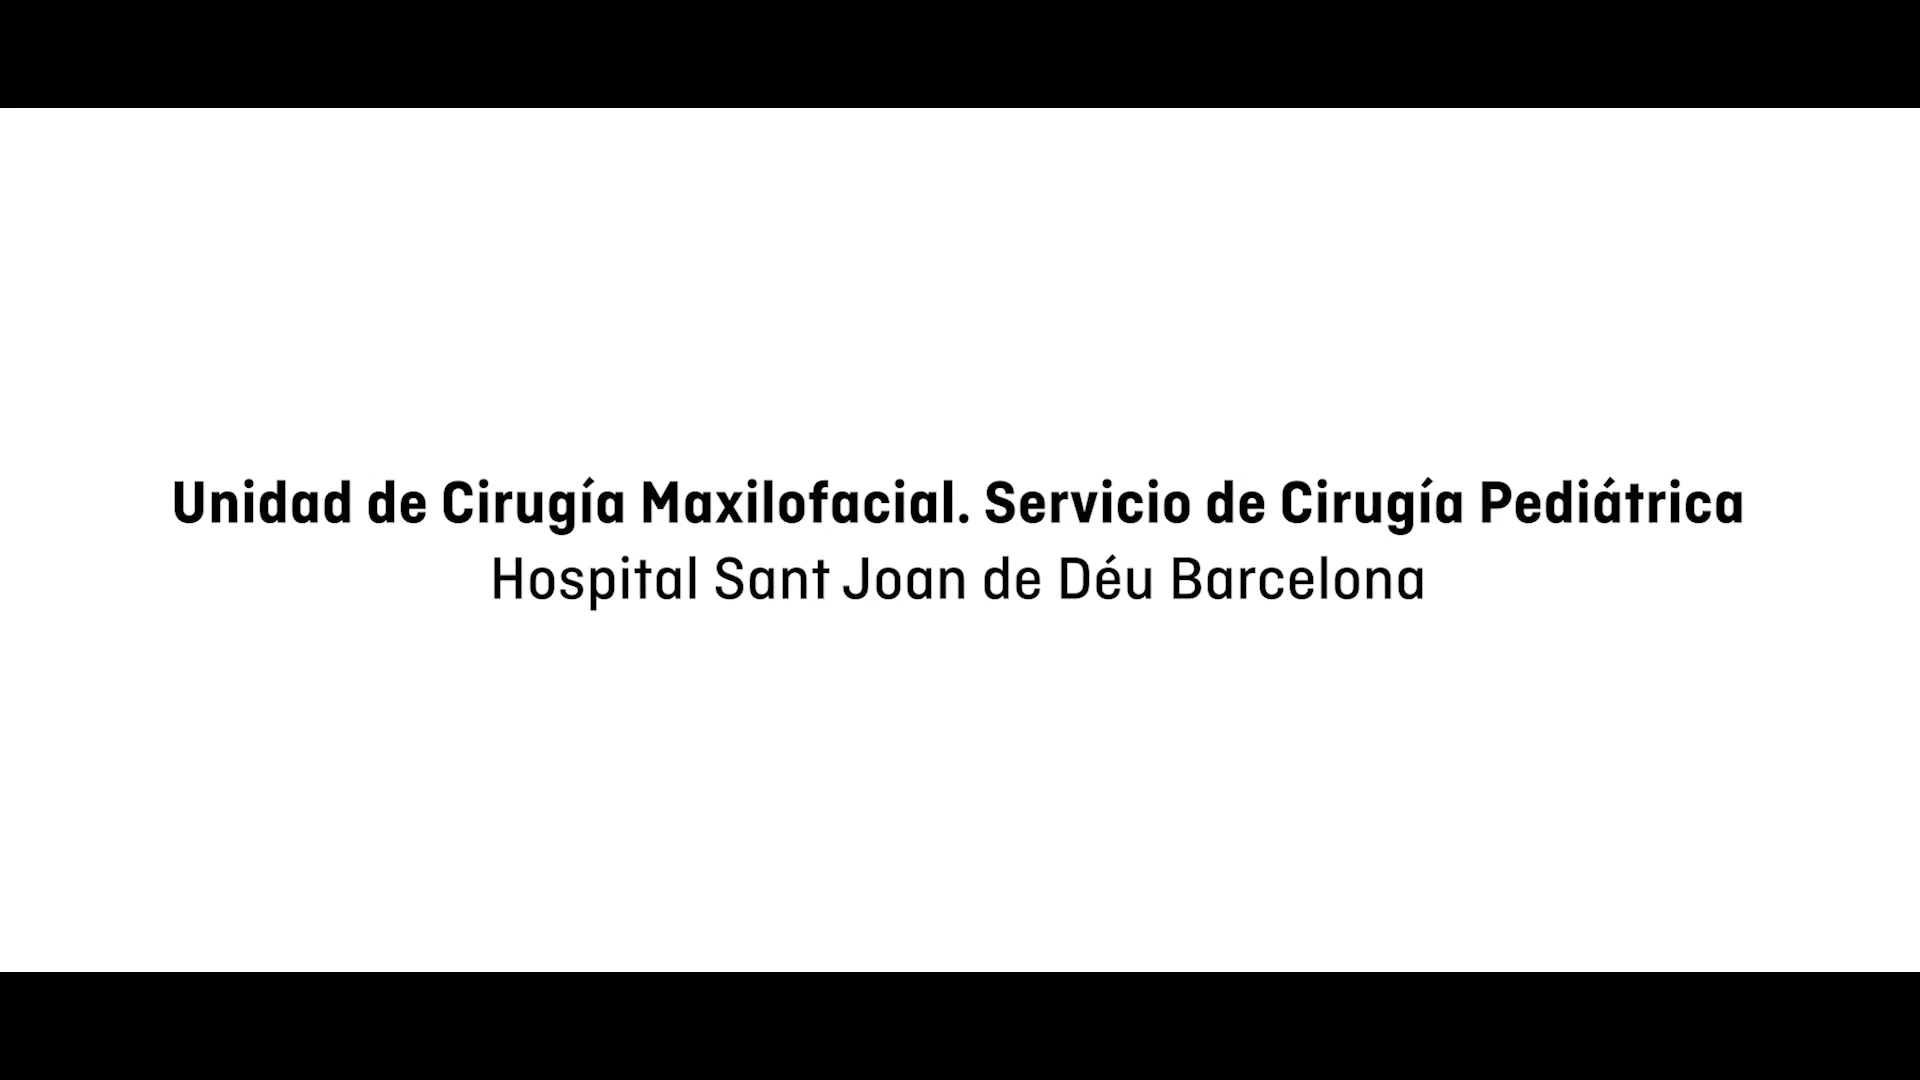 Unidad de Cirugía Maxilofacial. Servicio de Cirugía Pediátrica
Hospital Sant Joan de Déu Barcelona